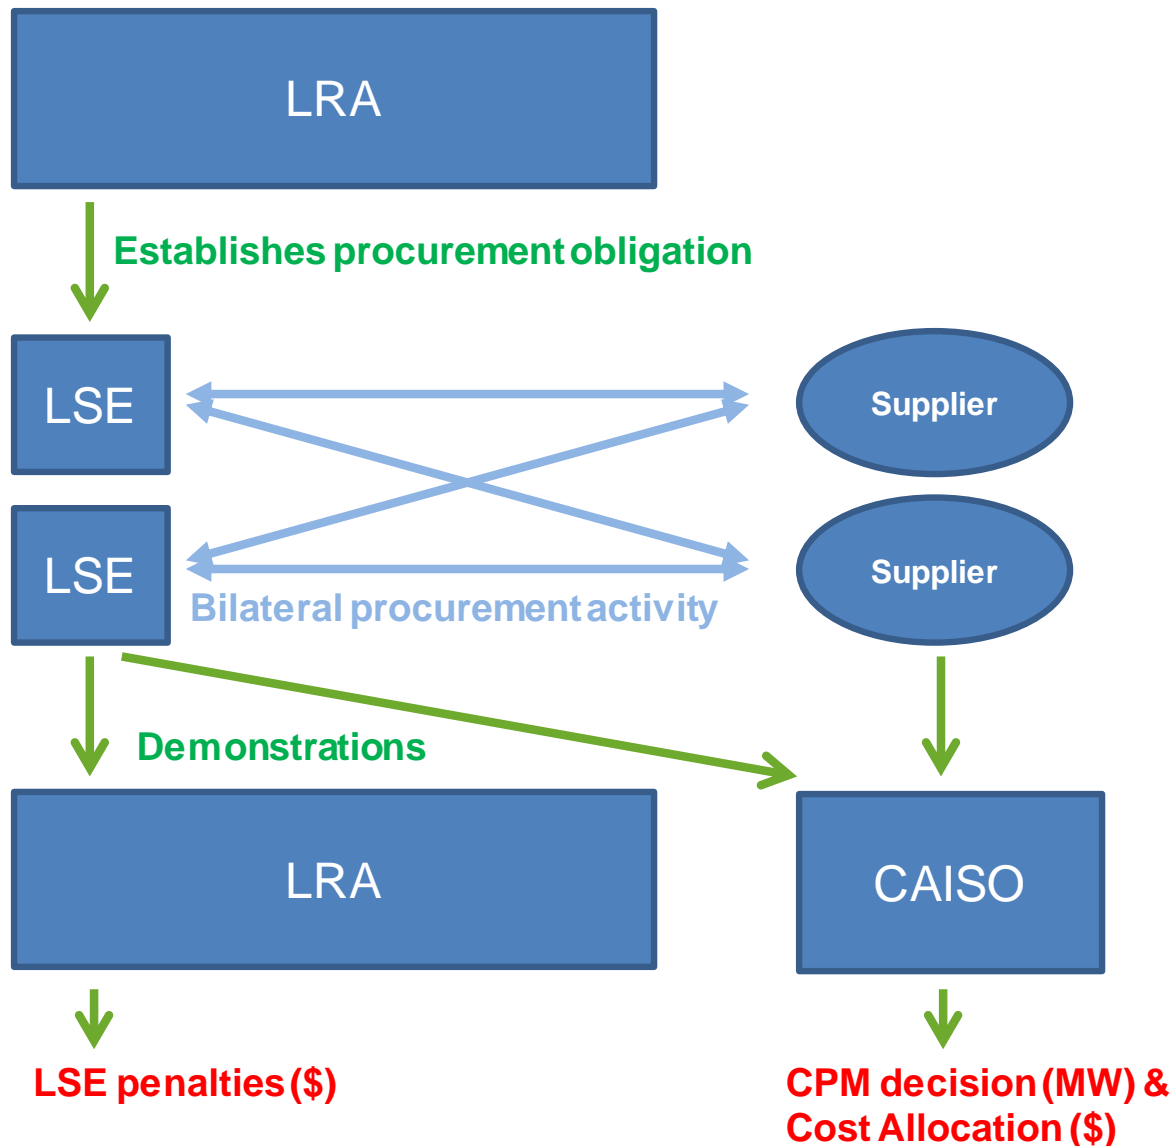 LRA
Establishes procurement obligation
LSE
Supplier
LSE
Supplier
Bilateral procurement activity
Demonstrations
LRA
CAISO
LSE penalties ($)
CPM decision (MW) &
Cost Allocation ($)